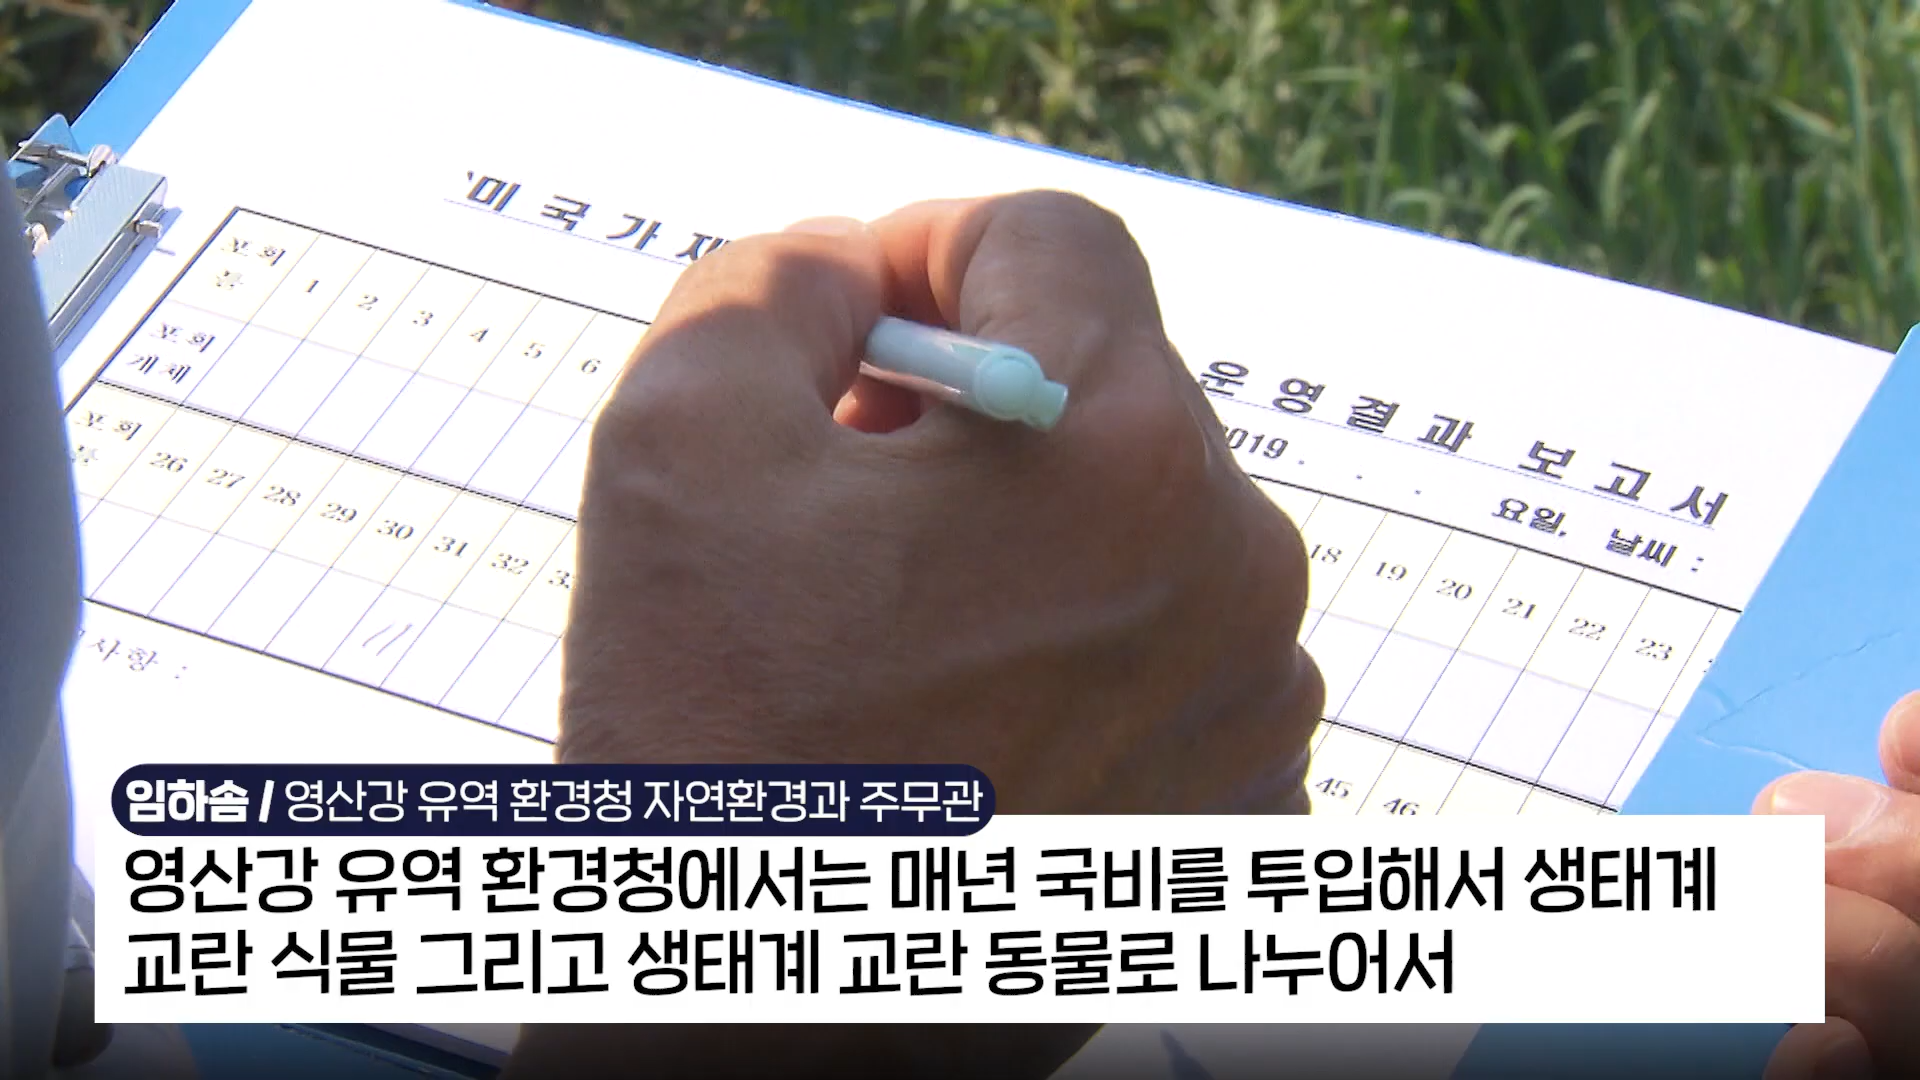 '미국가재
운영결과 보고서
2019 . . . 요일, 날씨 :
포획
틀 1 2 3 4 5 6 18 19 20 21 22 23
포획
개체
포획
틀 26 27 28 29 30 31 32 45 46
11
사항 :
임하솜 / 영산강 유역 환경청 자연환경과 주무관
영산강 유역 환경청에서는 매년 국비를 투입해서 생태계
교란 식물 그리고 생태계 교란 동물로 나누어서